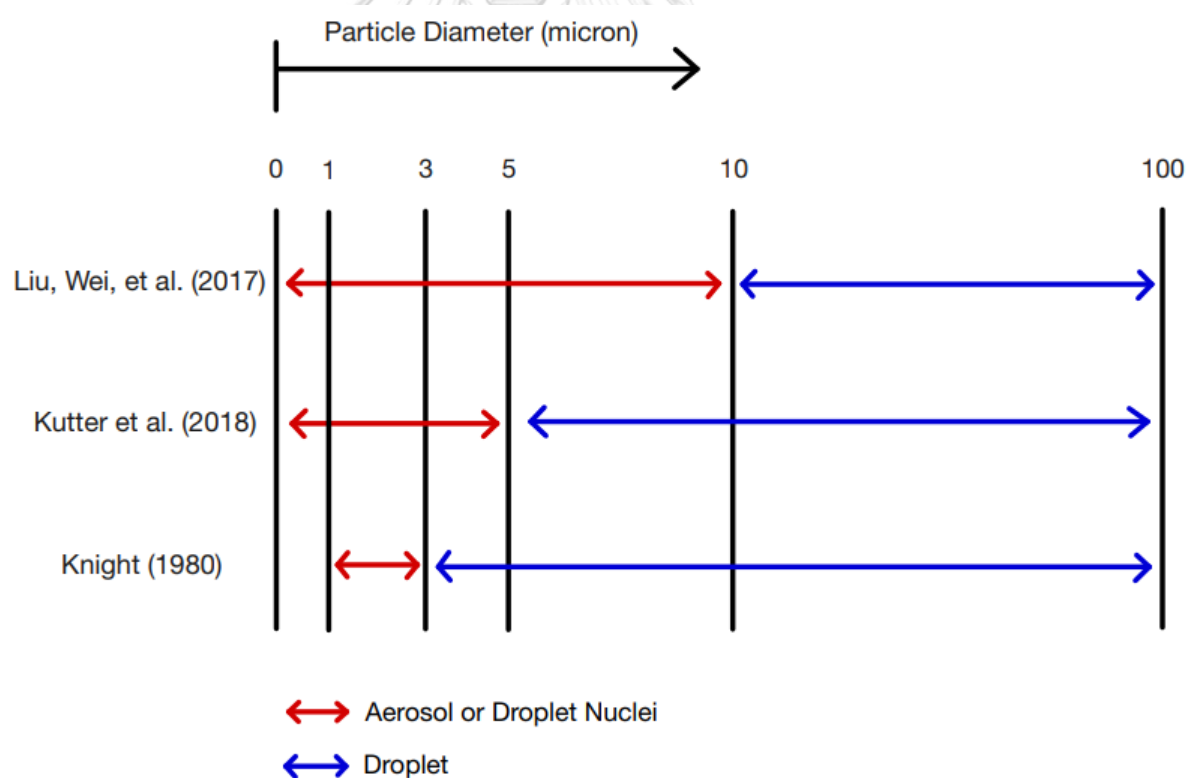 Particle Diameter (micron)
0 1 3 5 10 100
Liu, Wei, et al. (2017)
Kutter et al. (2018)
Knight (1980)
Aerosol or Droplet Nuclei
Droplet